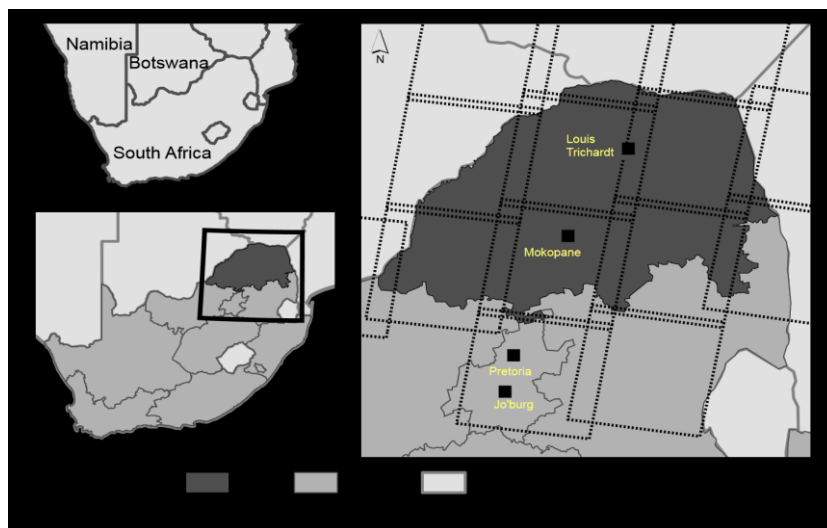 Namibia
Botswana
South Africa
N
Louis
Trichardt
Mokopane
Pretoria
Jo'burg